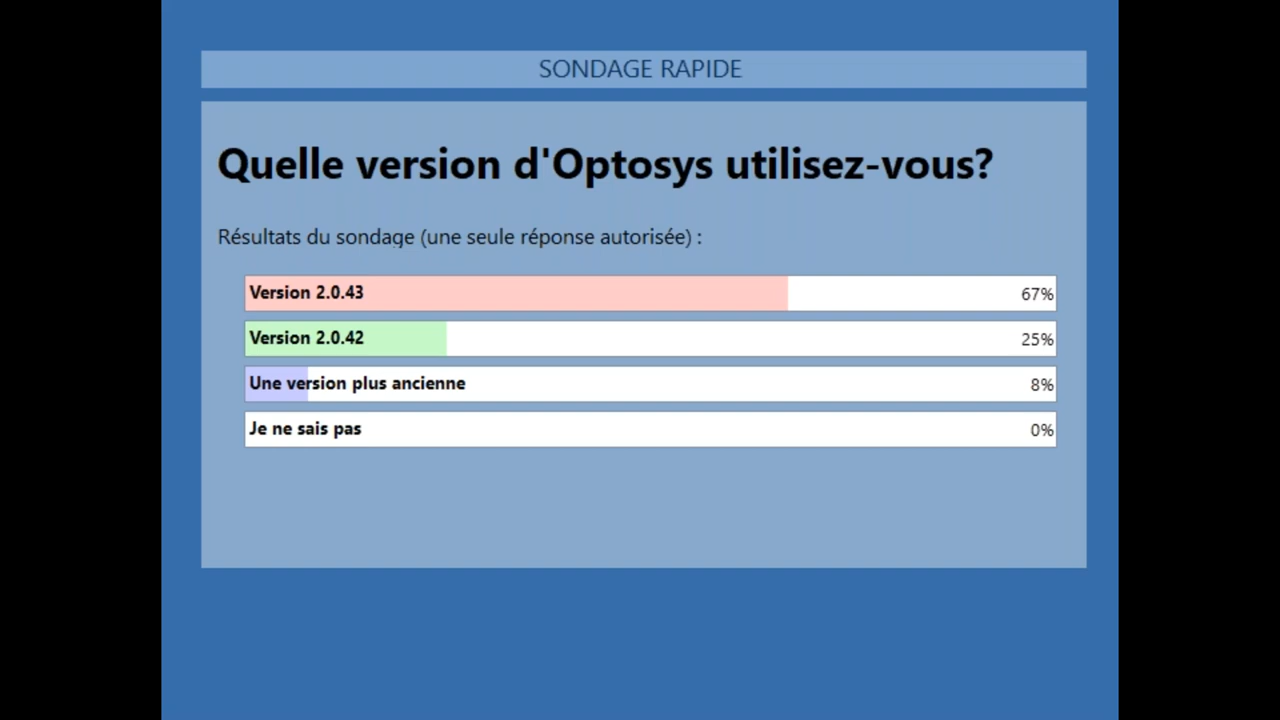 SONDAGE RAPIDE
Quelle version d'Optosys utilisez-vous?
Résultats du sondage (une seule réponse autorisée) :
Version 2.0.43 67%
Version 2.0.42 25%
Une version plus ancienne 8%
Je ne sais pas 0%